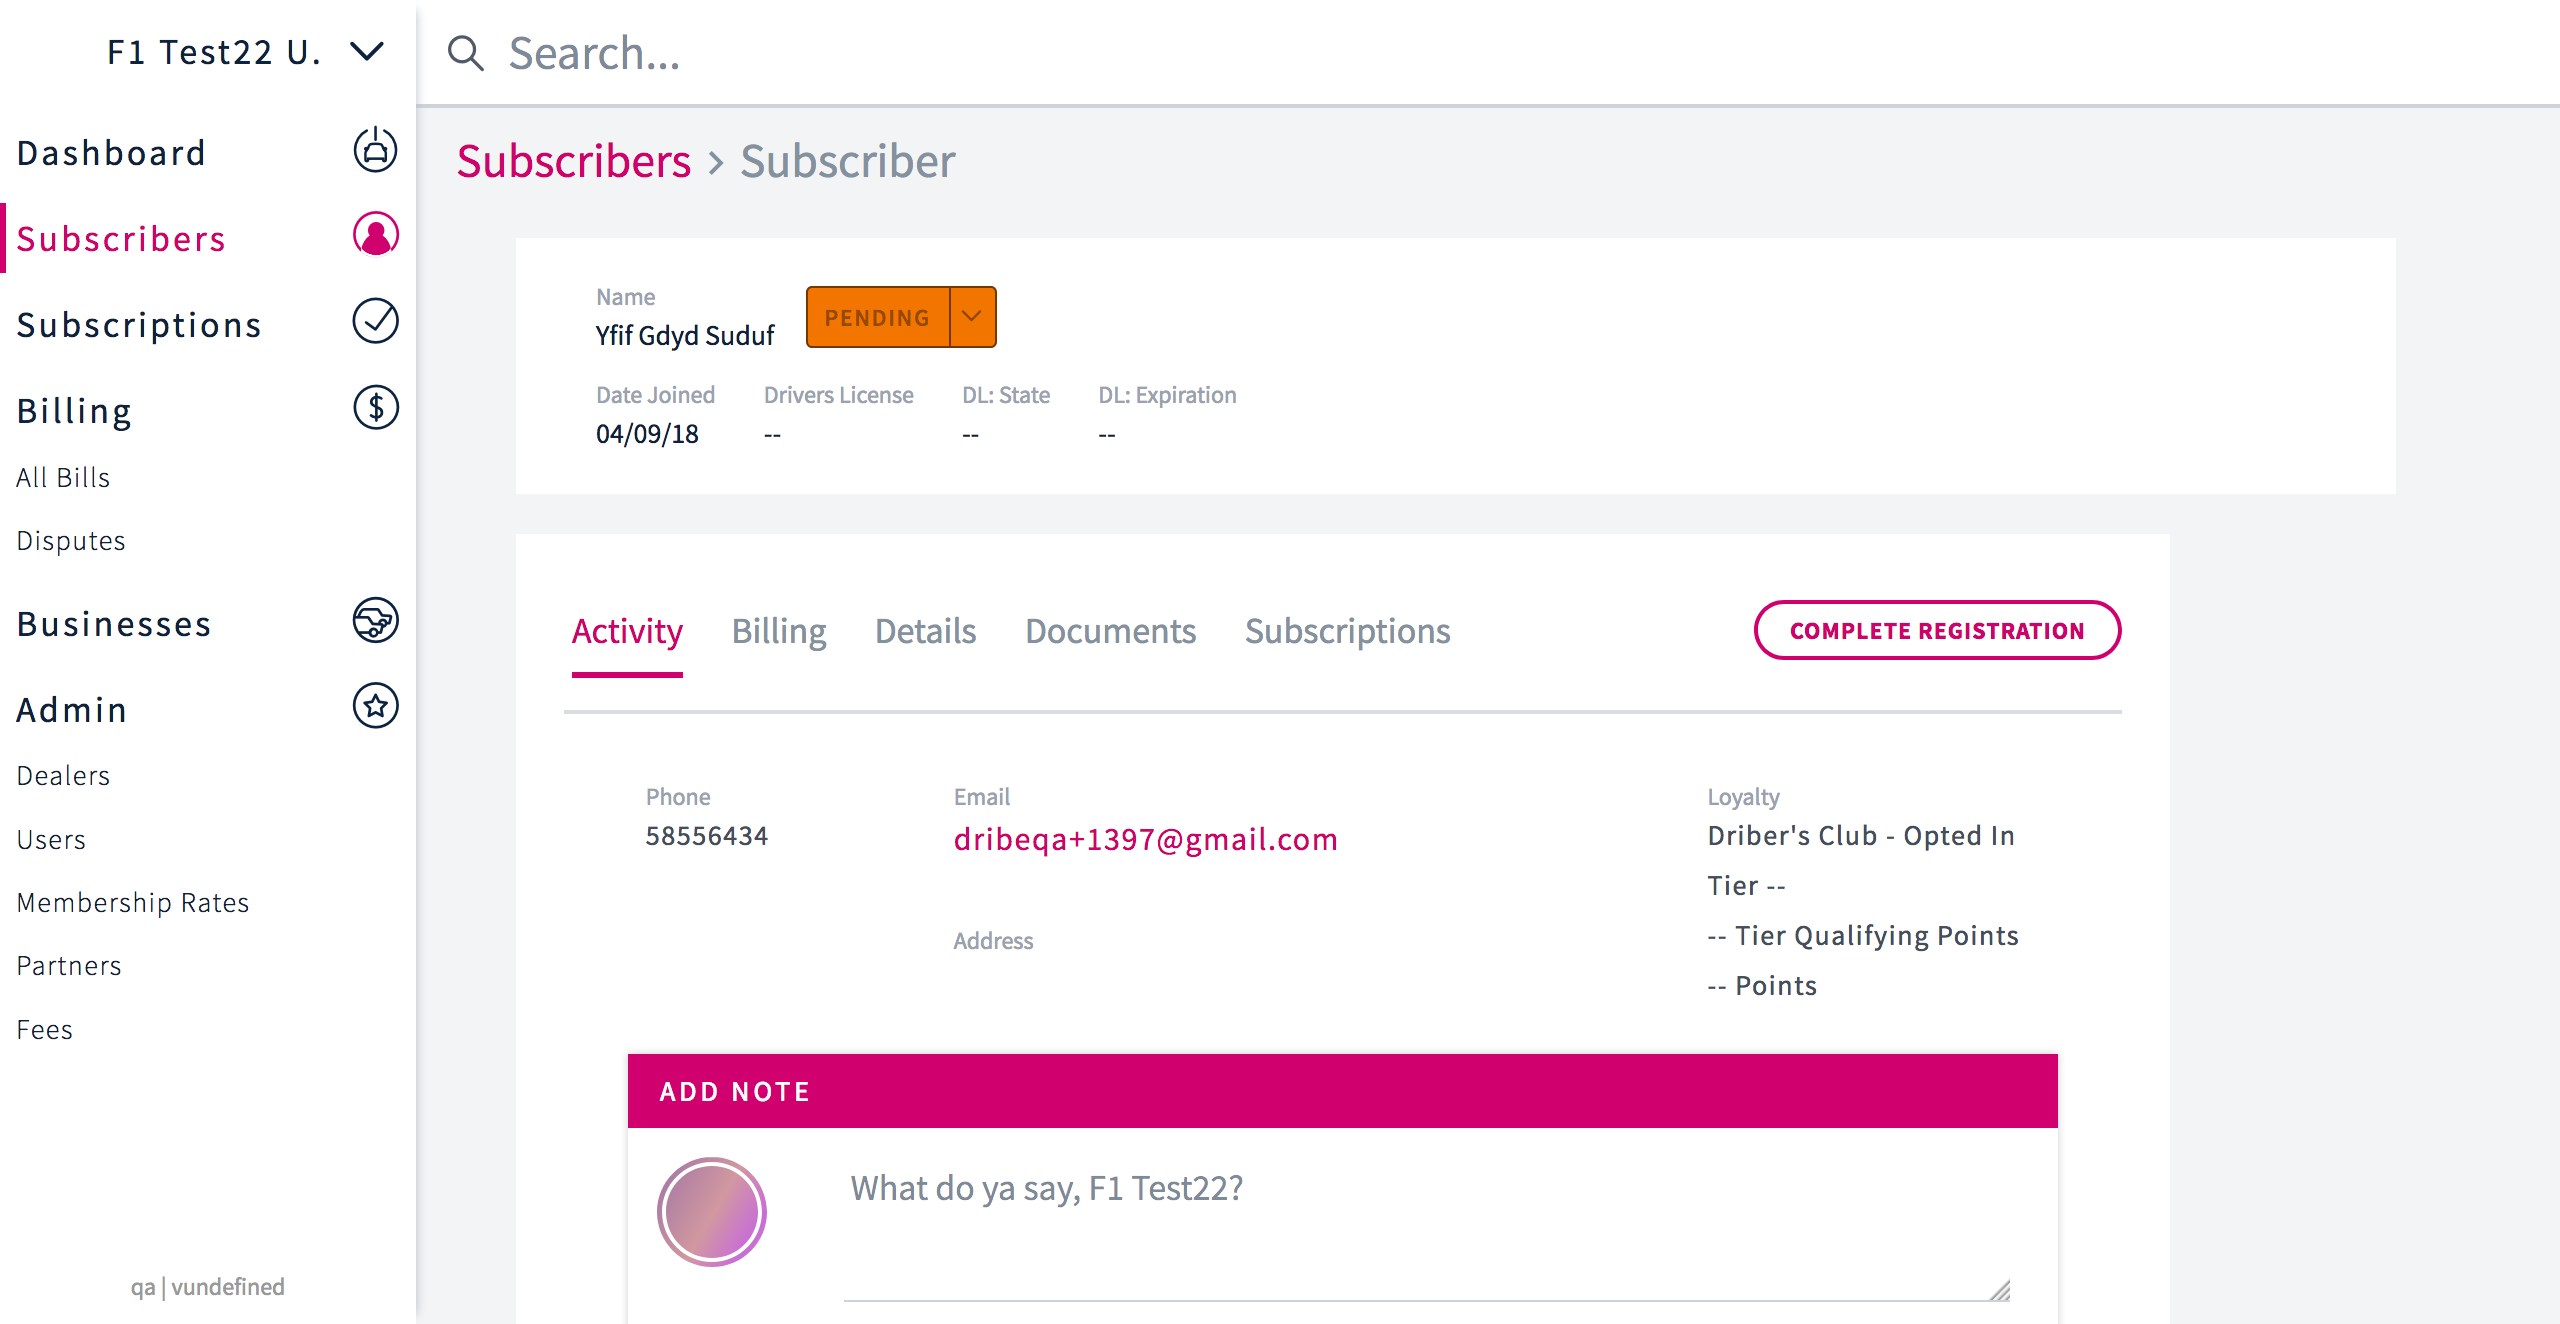 F1 Test22 U.
Dashboard
Subscribers
Subscriptions
Billing
All Bills
Disputes
Businesses
Admin
Dealers
Users
Membership Rates
Partners
Fees
qa | vundefined
Search...
Subscribers > Subscriber
Name
Yfif Gdyd Suduf
PENDING
Date Joined Drivers License DL: State DL: Expiration
04/09/18 -- -- --
Activity Billing Details Documents Subscriptions COMPLETE REGISTRATION
Phone
58556434
Email
dribeqa+1397@gmail.com
Address
Loyalty
Driber's Club - Opted In
Tier --
-- Tier Qualifying Points
-- Points
ADD NOTE
What do ya say, F1 Test22?